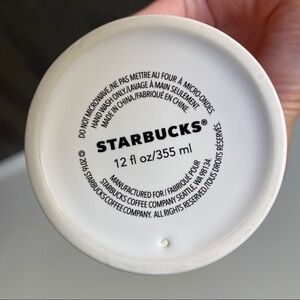 DO NOT MICROWAVE/NE PAS METTRE AU FOUR À MICRO-ONDES.
HAND WASH ONLY/LAVAGE À MAIN SEULEMENT.
MADE IN CHINA/FABRIQUÉ EN CHINE.
STARBUCKS®
12 fl oz/355 ml
MANUFACTURED FOR / FABRIQUÉ POUR
STARBUCKS COFFEE COMPANY SEATTLE, WA 98134.
© 2016 STARBUCKS COFFEE COMPANY. ALL RIGHTS RESERVED./TOUS DROITS RÉSERVÉS.